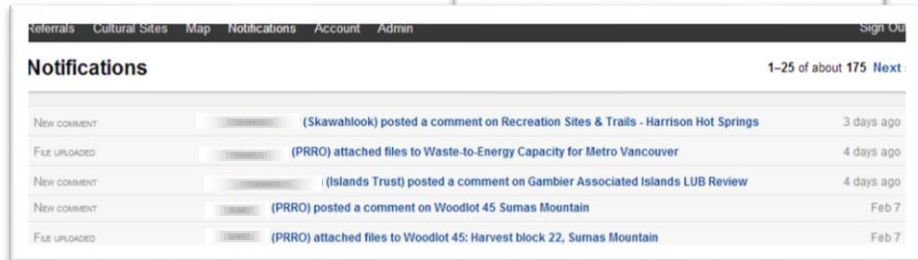 Referrals Cultural Sites Map Notifications Account Admin Sign Ou
Notifications 1–25 of about 175 Next
NEW COMMENT (Skawahlook) posted a comment on Recreation Sites & Trails - Harrison Hot Springs 3 days ago
FILE UPLOADED (PRRO) attached files to Waste-to-Energy Capacity for Metro Vancouver 4 days ago
NEW COMMENT (Islands Trust) posted a comment on Gambier Associated Islands LUB Review 4 days ago
NEW COMMENT (PRRO) posted a comment on Woodlot 45 Sumas Mountain Feb 7
FILE UPLOADED (PRRO) attached files to Woodlot 45: Harvest block 22, Sumas Mountain Feb 7